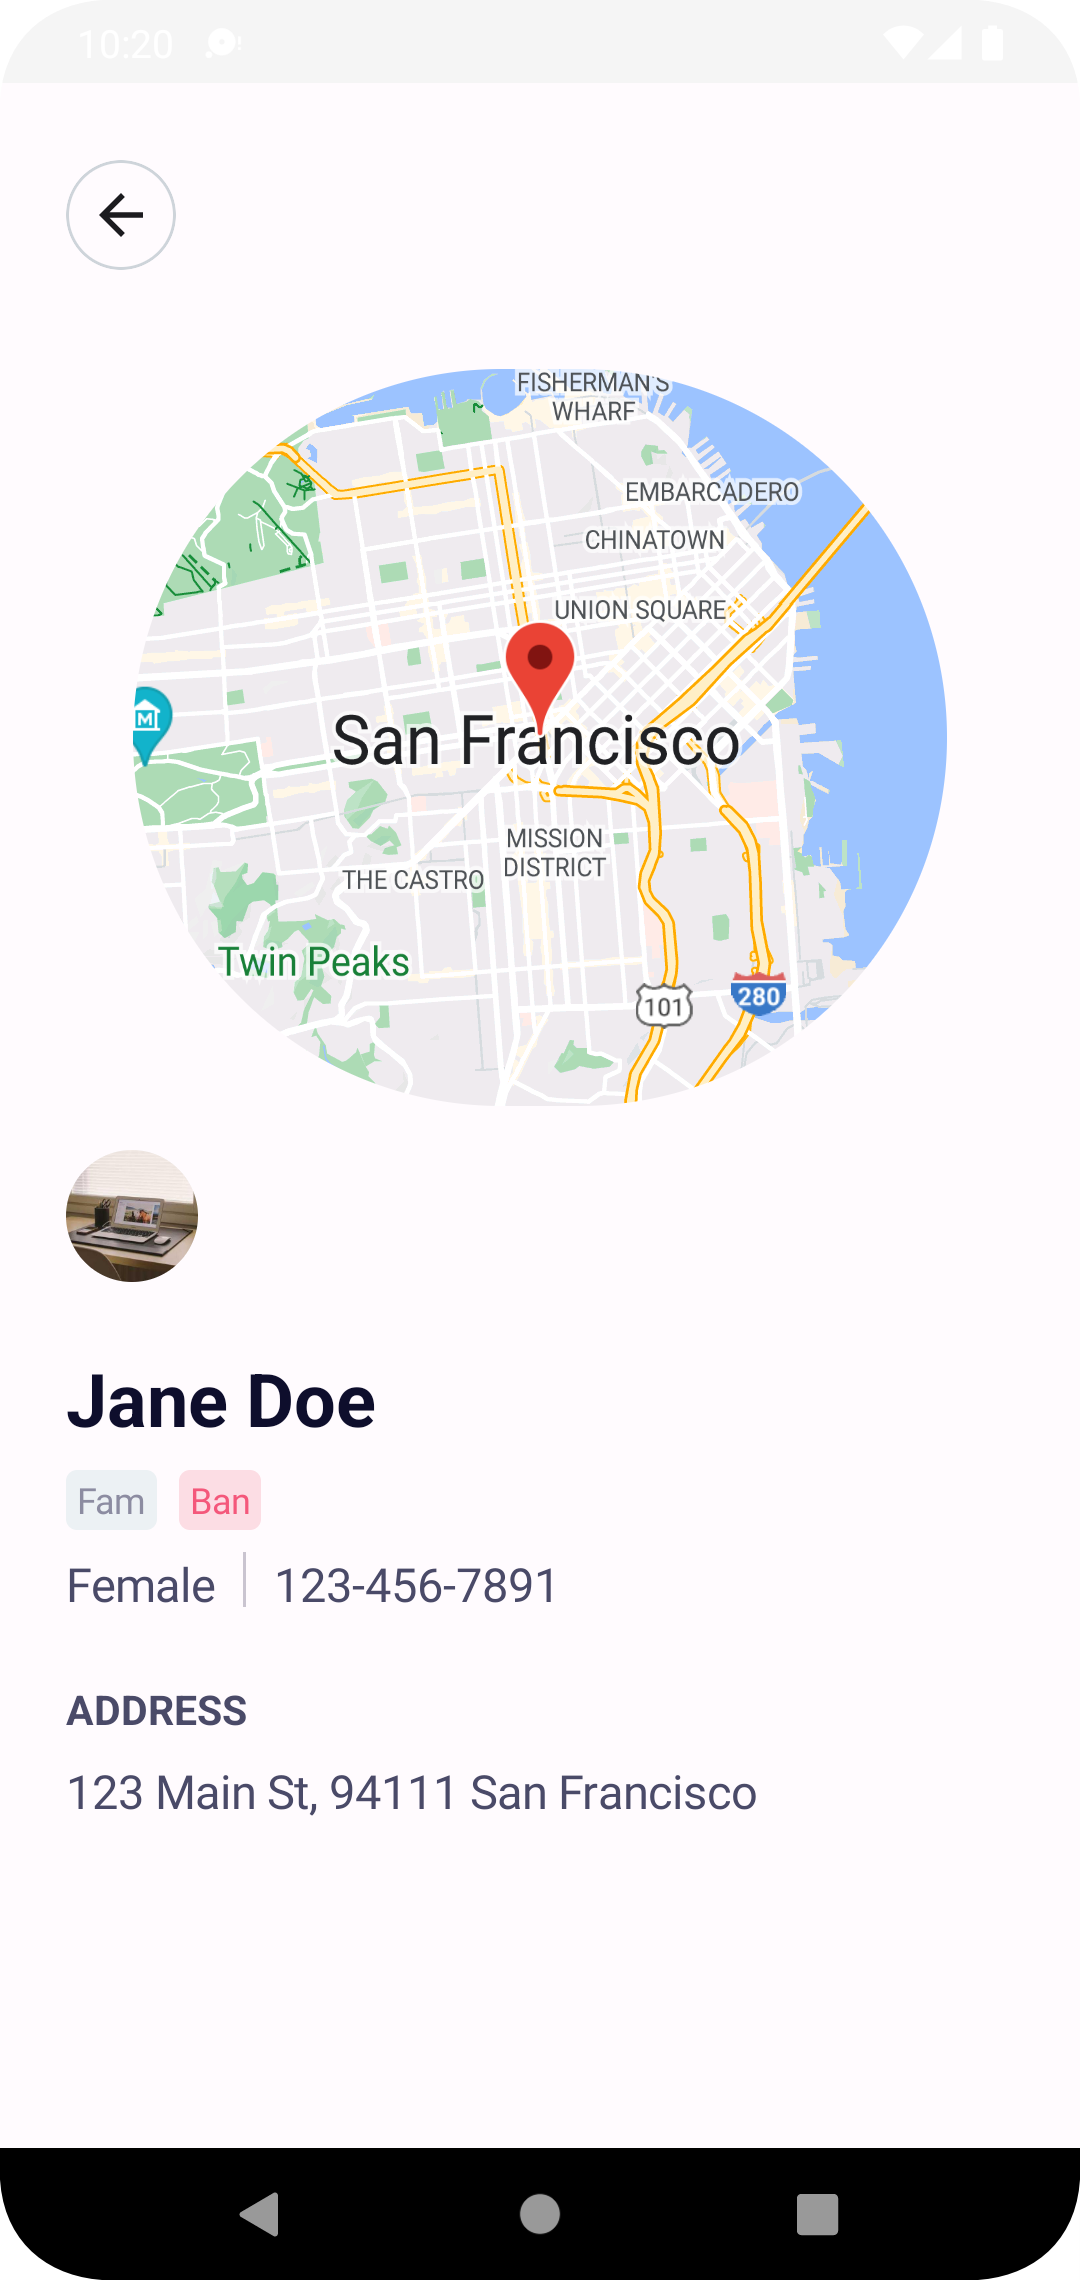 10:20
FISHERMAN'S
WHARF
EMBARCADERO
CHINATOWN
UNION SQUARE
M
San Francisco
MISSION
DISTRICT
THE CASTRO
Twin Peaks
280
101
Jane Doe
Fam Ban
Female 123-456-7891
ADDRESS
123 Main St, 94111 San Francisco